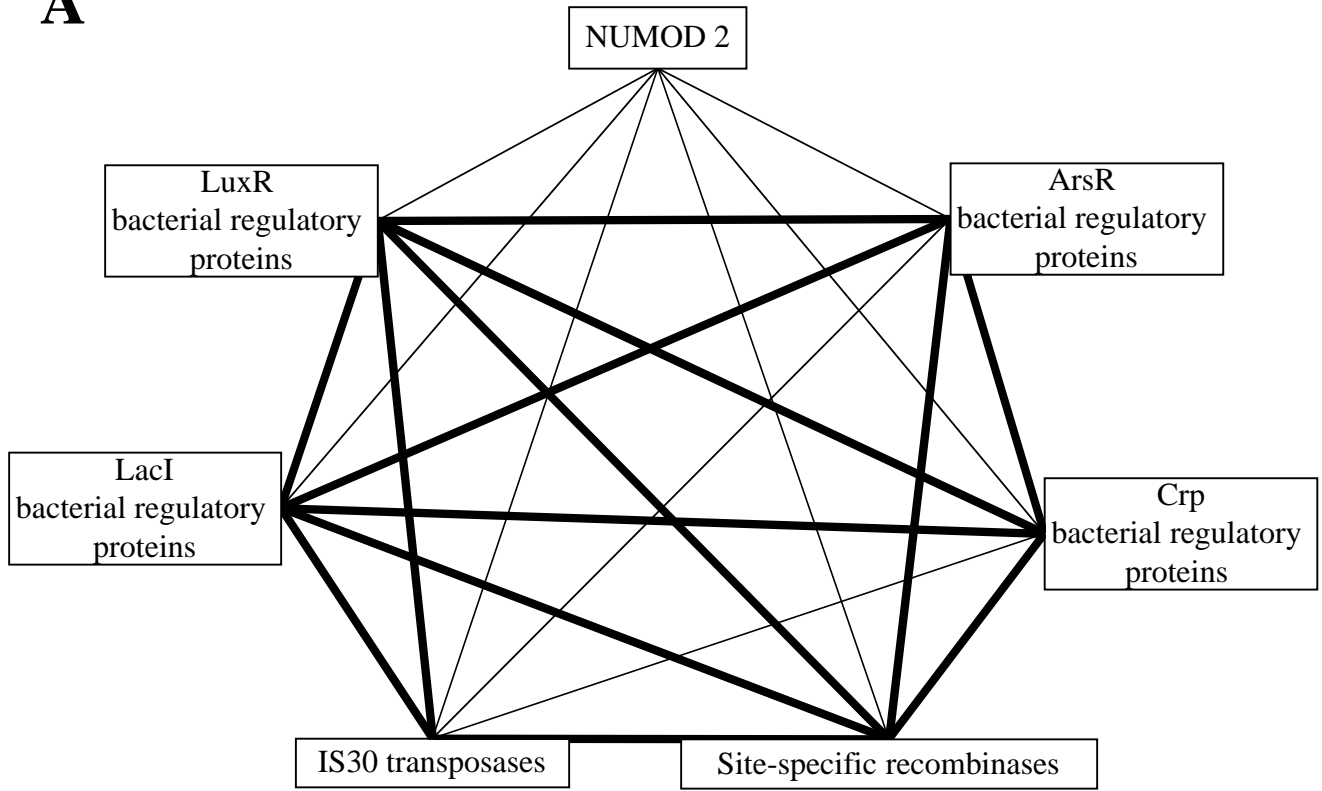 A
NUMOD 2
LuxR
bacterial regulatory
proteins
ArsR
bacterial regulatory
proteins
LacI
bacterial regulatory
proteins
Crp
bacterial regulatory
proteins
IS30 transposases
Site-specific recombinases